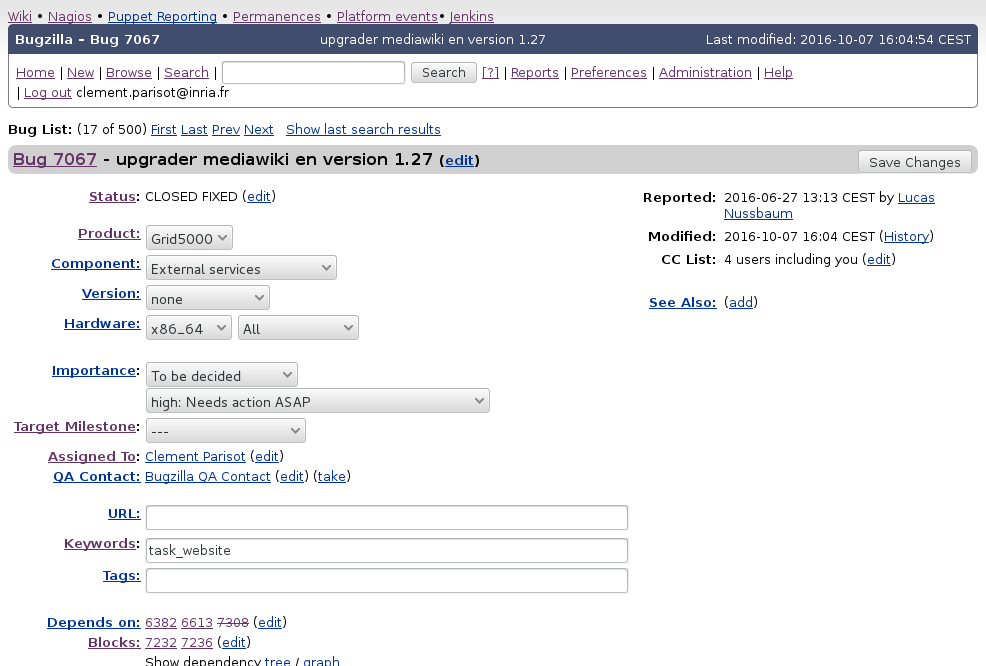 Wiki • Nagios • Puppet Reporting • Permanences • Platform events• Jenkins
Bugzilla – Bug 7067 upgrader mediawiki en version 1.27 Last modified: 2016-10-07 16:04:54 CEST
Home | New | Browse | Search | Search [?] | Reports | Preferences | Administration | Help
| Log out clement.parisot@inria.fr
Bug List: (17 of 500) First Last Prev Next Show last search results
Bug 7067 - upgrader mediawiki en version 1.27 (edit) Save Changes
Status: CLOSED FIXED (edit)
Product: Grid5000
Component: External services
Version: none
Hardware: x86_64 All
Importance: To be decided
high: Needs action ASAP
Target Milestone: ---
Assigned To: Clement Parisot (edit)
QA Contact: Bugzilla QA Contact (edit) (take)
URL:
Keywords: task_website
Tags:
Depends on: 6382 6613 7308 (edit)
Blocks: 7232 7236 (edit)
Show dependency tree / graph
Reported: 2016-06-27 13:13 CEST by Lucas
Nussbaum
Modified: 2016-10-07 16:04 CEST (History)
CC List: 4 users including you (edit)
See Also: (add)